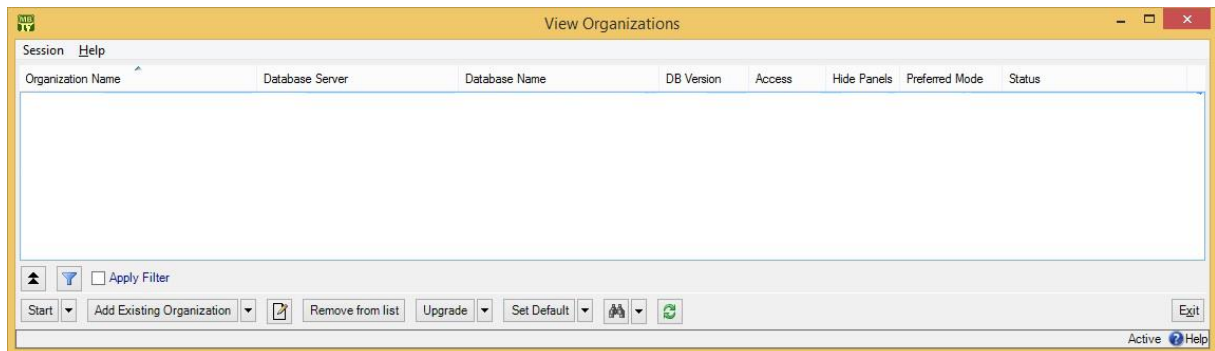 MB
View Organizations
Session Help
Organization Name Database Server Database Name DB Version Access Hide Panels Preferred Mode Status
Apply Filter
Start Add Existing Organization Remove from list Upgrade Set Default Exit
Active Help